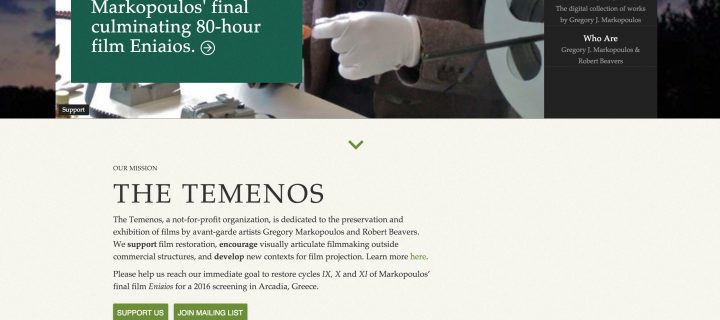 Markopoulos' final
culminating 80-hour
film Eniaios.
The digital collection of works
by Gregory J. Markopoulos
Who Are
Gregory J. Markopoulos &
Robert Beavers
Support
OUR MISSION
THE TEMENOS
The Temenos, a not-for-profit organization, is dedicated to the preservation and
exhibition of films by avant-garde artists Gregory Markopoulos and Robert Beavers.
We support film restoration, encourage visually articulate filmmaking outside
commercial structures, and develop new contexts for film projection. Learn more here.
Please help us reach our immediate goal to restore cycles IX, X and XI of Markopoulos'
final film Eniaios for a 2016 screening in Arcadia, Greece.
SUPPORT US
JOIN MAILING LIST